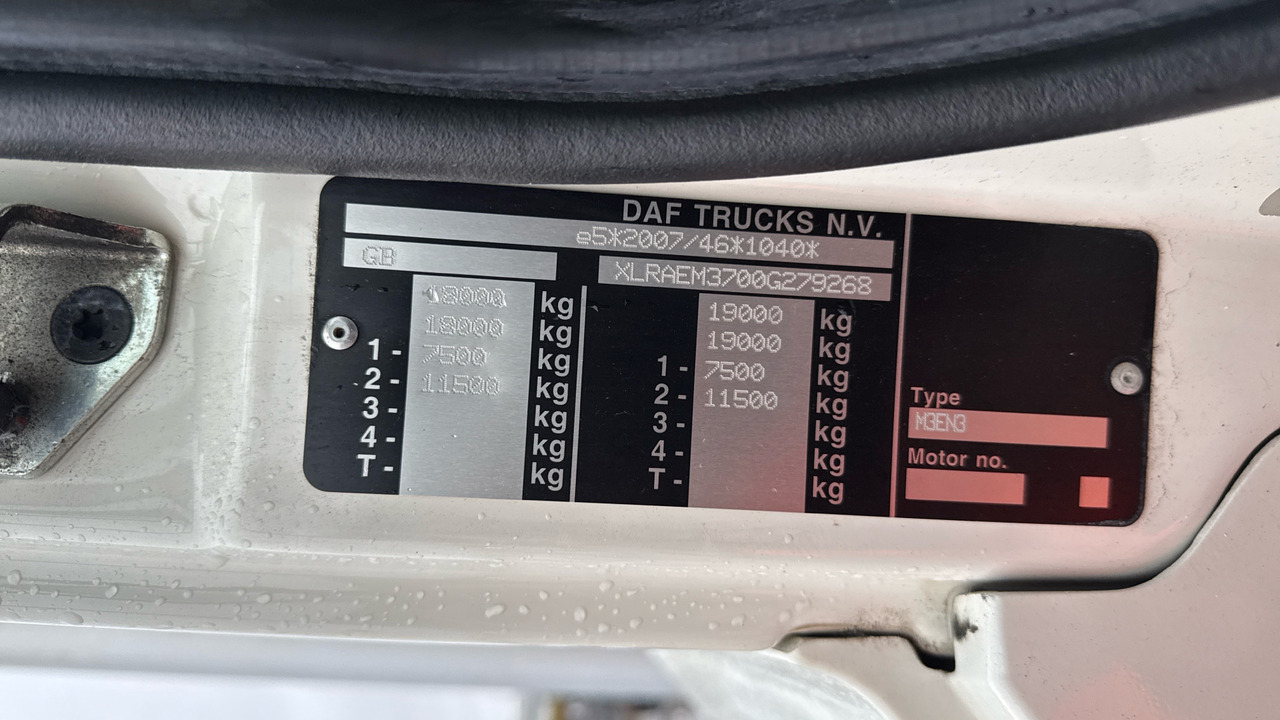 DAF TRUCKS N.V.
e5*2007/46*1040*
GB XLRAEM3700G279268
18000 kg 19000 kg
18000 kg 19000 kg
1- 7500 kg 1- 7500 kg
2- 11500 kg 2- 11500 kg
3- kg 3- kg
4- kg 4- kg
T- kg T- kg
Type
M3EN3
Motor no.